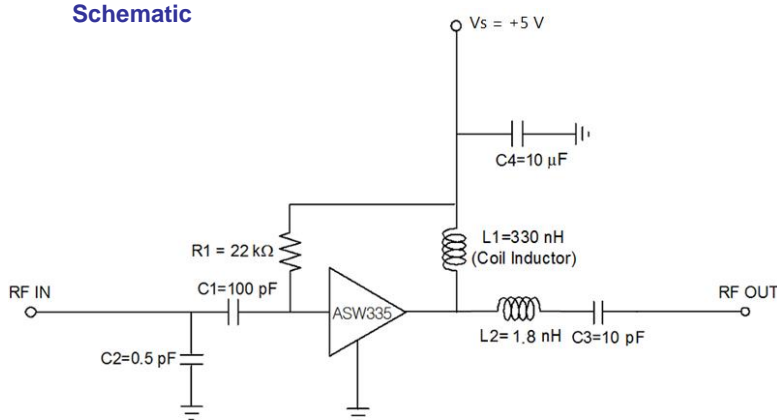 Schematic
Vs = +5 V
C4=10 μF
R1 = 22 kΩ
L1=330 nH
(Coil Inductor)
RF IN
C1=100 pF
ASW335
RF OUT
L2= 1.8 nH
C3=10 pF
C2=0.5 pF